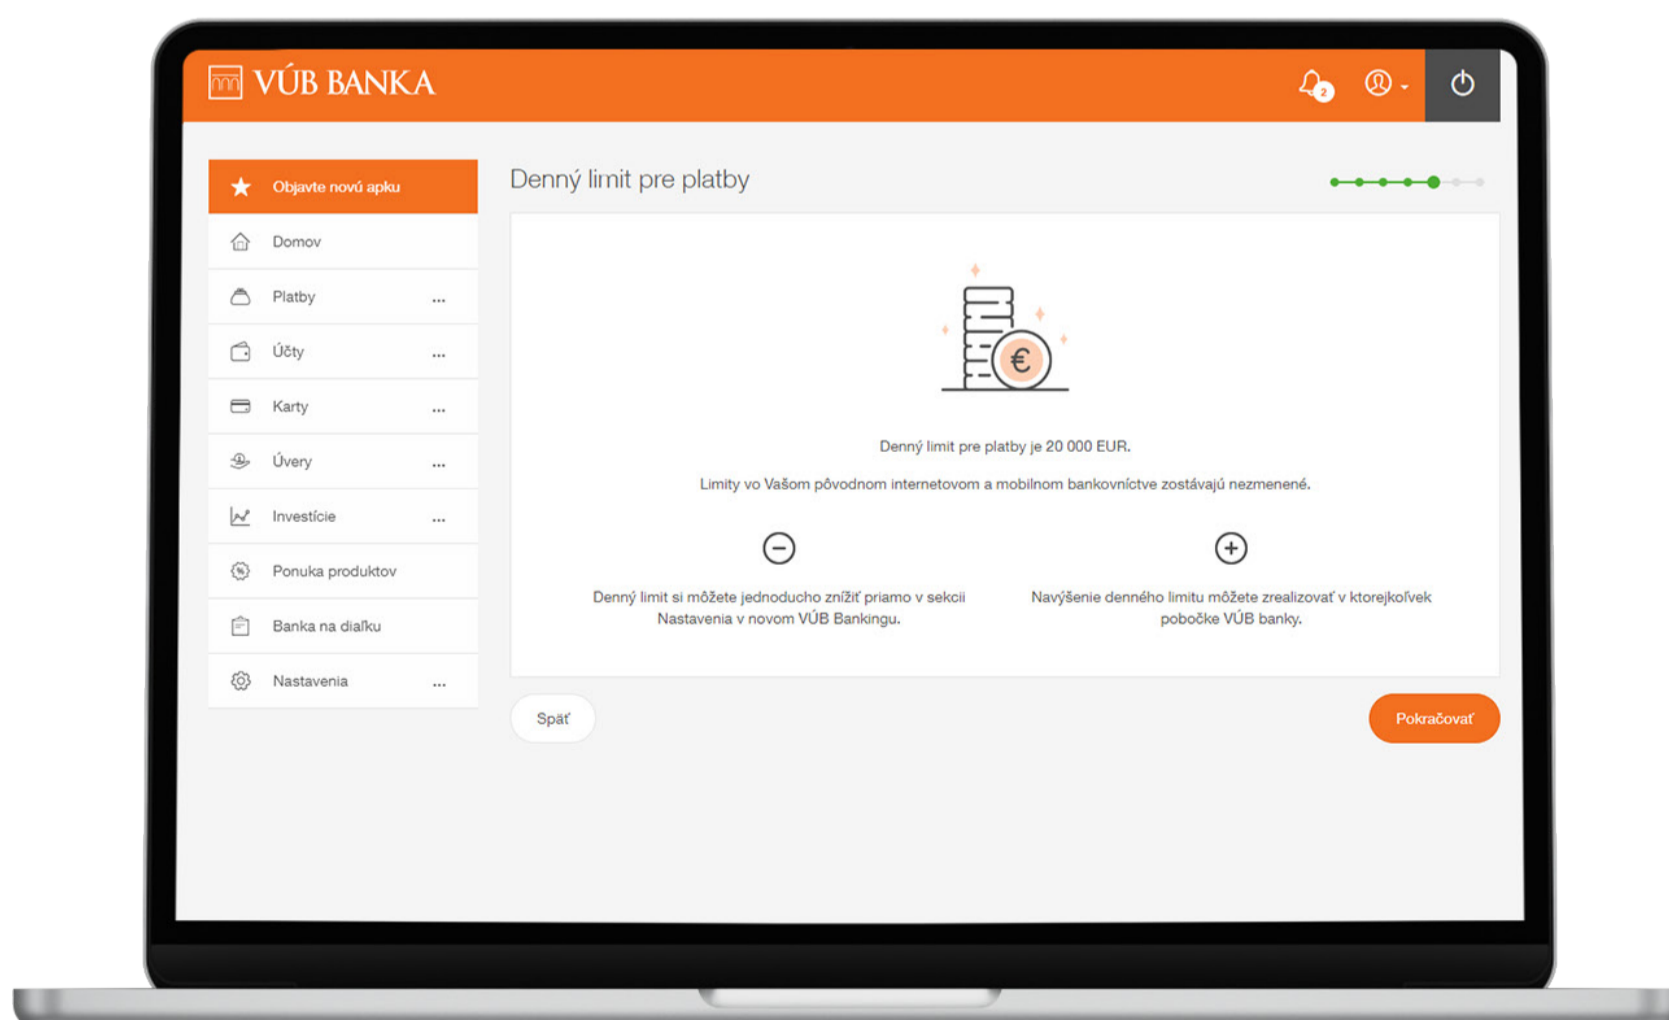 VÚB BANKA
2
Objavte novú apku
Domov
Platby ...
Účty ...
Karty ...
Úvery ...
Investície ...
Ponuka produktov
Banka na diaľku
Nastavenia ...
Denný limit pre platby
€
Denný limit pre platby je 20 000 EUR.
Limity vo Vašom pôvodnom internetovom a mobilnom bankovníctve zostávajú nezmenené.
Denný limit si môžete jednoducho znížiť priamo v sekcii
Nastavenia v novom VÚB Bankingu.
Navýšenie denného limitu môžete zrealizovať v ktorejkoľvek
pobočke VÚB banky.
Späť
Pokračovať